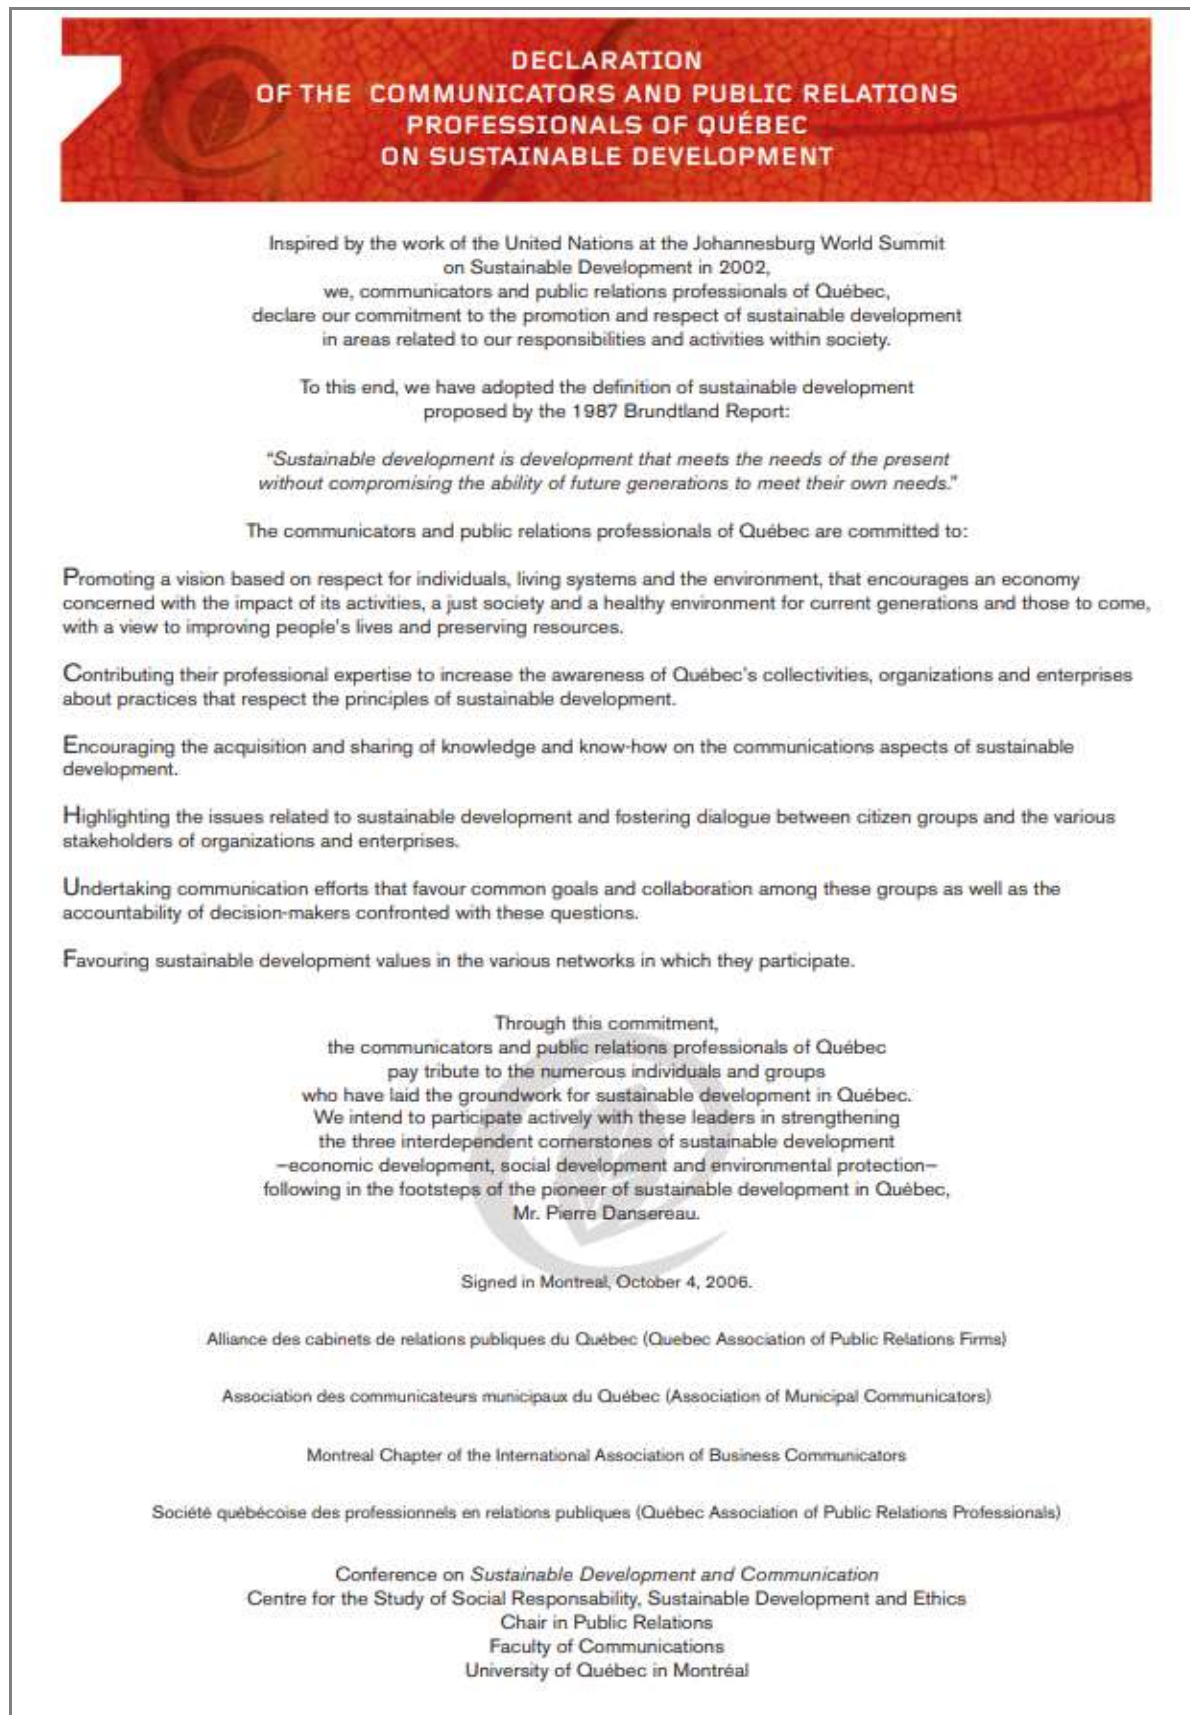 DECLARATION
OF THE COMMUNICATORS AND PUBLIC RELATIONS
PROFESSIONALS OF QUÉBEC
ON SUSTAINABLE DEVELOPMENT
Inspired by the work of the United Nations at the Johannesburg World Summit
on Sustainable Development in 2002,
we, communicators and public relations professionals of Québec,
declare our commitment to the promotion and respect of sustainable development
in areas related to our responsibilities and activities within society.
To this end, we have adopted the definition of sustainable development
proposed by the 1987 Brundtland Report:
“Sustainable development is development that meets the needs of the present
without compromising the ability of future generations to meet their own needs.”
The communicators and public relations professionals of Québec are committed to:
Promoting a vision based on respect for individuals, living systems and the environment, that encourages an economy
concerned with the impact of its activities, a just society and a healthy environment for current generations and those to come,
with a view to improving people's lives and preserving resources.
Contributing their professional expertise to increase the awareness of Québec's collectivities, organizations and enterprises
about practices that respect the principles of sustainable development.
Encouraging the acquisition and sharing of knowledge and know-how on the communications aspects of sustainable
development.
Highlighting the issues related to sustainable development and fostering dialogue between citizen groups and the various
stakeholders of organizations and enterprises.
Undertaking communication efforts that favour common goals and collaboration among these groups as well as the
accountability of decision-makers confronted with these questions.
Favouring sustainable development values in the various networks in which they participate.
Through this commitment,
the communicators and public relations professionals of Québec
pay tribute to the numerous individuals and groups
who have laid the groundwork for sustainable development in Québec.
We intend to participate actively with these leaders in strengthening
the three interdependent cornerstones of sustainable development
–economic development, social development and environmental protection–
following in the footsteps of the pioneer of sustainable development in Québec,
Mr. Pierre Dansereau.
Signed in Montreal, October 4, 2006.
Alliance des cabinets de relations publiques du Québec (Quebec Association of Public Relations Firms)
Association des communicateurs municipaux du Québec (Association of Municipal Communicators)
Montreal Chapter of the International Association of Business Communicators
Société québécoise des professionnels en relations publiques (Québec Association of Public Relations Professionals)
Conference on Sustainable Development and Communication
Centre for the Study of Social Responsability, Sustainable Development and Ethics
Chair in Public Relations
Faculty of Communications
University of Québec in Montréal